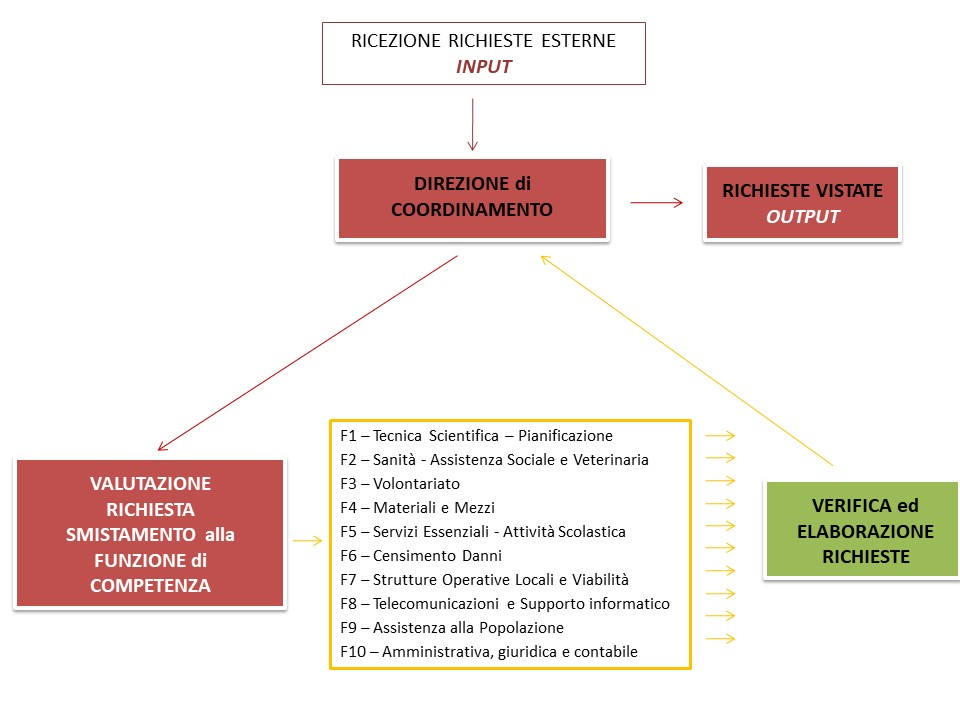 RICEZIONE RICHIESTE ESTERNE
INPUT
DIREZIONE di
COORDINAMENTO
RICHIESTE VISTATE
OUTPUT
VALUTAZIONE
RICHIESTA
SMISTAMENTO alla
FUNZIONE di
COMPETENZA
F1 – Tecnica Scientifica – Pianificazione
F2 – Sanità - Assistenza Sociale e Veterinaria
F3 – Volontariato
F4 – Materiali e Mezzi
F5 – Servizi Essenziali - Attività Scolastica
F6 – Censimento Danni
F7 – Strutture Operative Locali e Viabilità
F8 – Telecomunicazioni e Supporto informatico
F9 – Assistenza alla Popolazione
F10 – Amministrativa, giuridica e contabile
VERIFICA ed
ELABORAZIONE
RICHIESTE